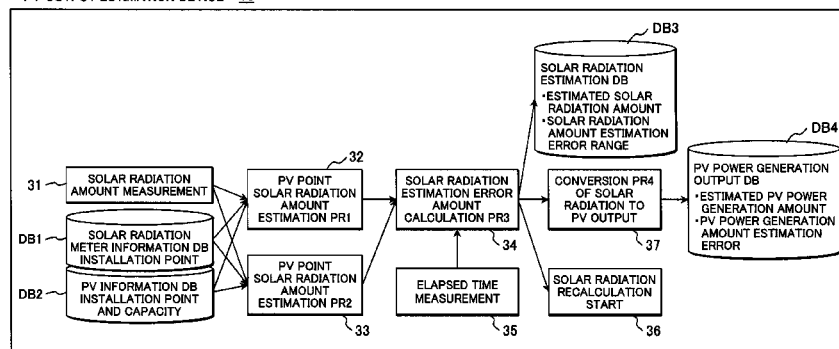 DB3
SOLAR RADIATION
ESTIMATION DB
・ESTIMATED SOLAR
RADIATION AMOUNT
・SOLAR RADIATION
AMOUNT ESTIMATION
ERROR RANGE
DB4
PV POWER GENERATION
OUTPUT DB
・ESTIMATED PV POWER
GENERATION AMOUNT
・PV POWER GENERATION
AMOUNT ESTIMATION
ERROR
31
SOLAR RADIATION
AMOUNT MEASUREMENT
DB1
SOLAR RADIATION
METER INFORMATION DB
INSTALLATION POINT
DB2
PV INFORMATION DB
INSTALLATION POINT
AND CAPACITY
32
PV POINT
SOLAR RADIATION
AMOUNT
ESTIMATION PR1
PV POINT
SOLAR RADIATION
AMOUNT
ESTIMATION PR2
33
SOLAR RADIATION
ESTIMATION ERROR
AMOUNT
CALCULATION PR3
34
ELAPSED TIME
MEASUREMENT
35
CONVERSION PR4
OF SOLAR
RADIATION TO
PV OUTPUT
37
SOLAR RADIATION
RECALCULATION
START
36